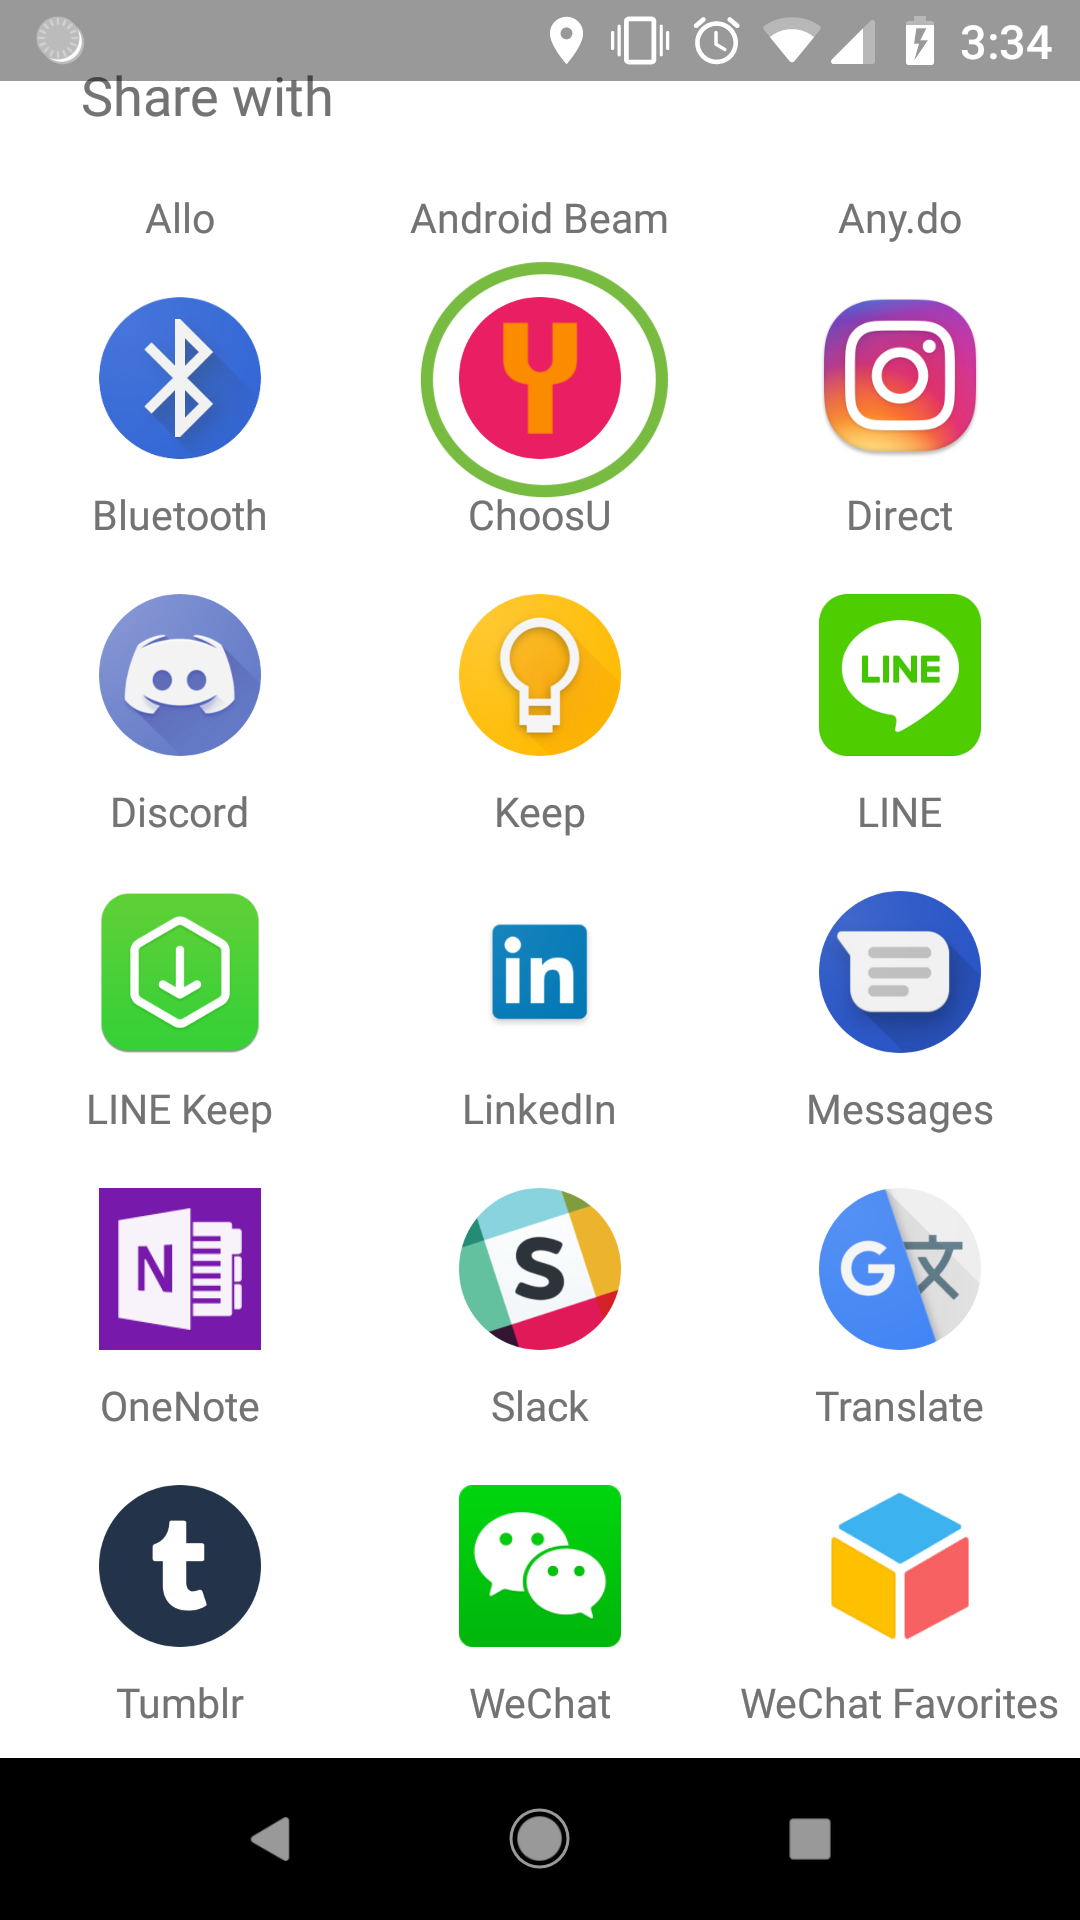 3:34
Share with
Allo Android Beam Any.do
Y
Bluetooth ChoosU Direct
LINE
Discord Keep LINE
in
LINE Keep LinkedIn Messages
N S G 文
OneNote Slack Translate
t
Tumblr WeChat WeChat Favorites